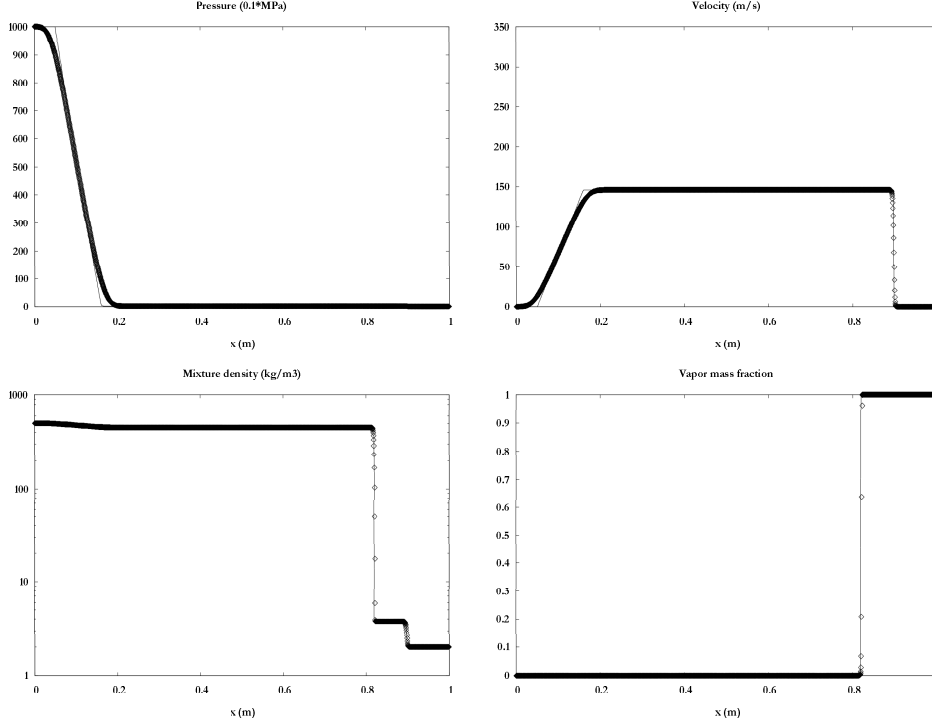 Pressure (0.1*MPa)
1000
900
800
700
600
500
400
300
200
100
0
0 0.2 0.4 0.6 0.8 1
x (m)
Velocity (m/s)
350
300
250
200
150
100
50
0
0 0.2 0.4 0.6 0.8
x (m)
Mixture density (kg/m3)
1000
100
10
1
0 0.2 0.4 0.6 0.8 1
x (m)
Vapor mass fraction
1
0.9
0.8
0.7
0.6
0.5
0.4
0.3
0.2
0.1
0
0 0.2 0.4 0.6 0.8
x (m)